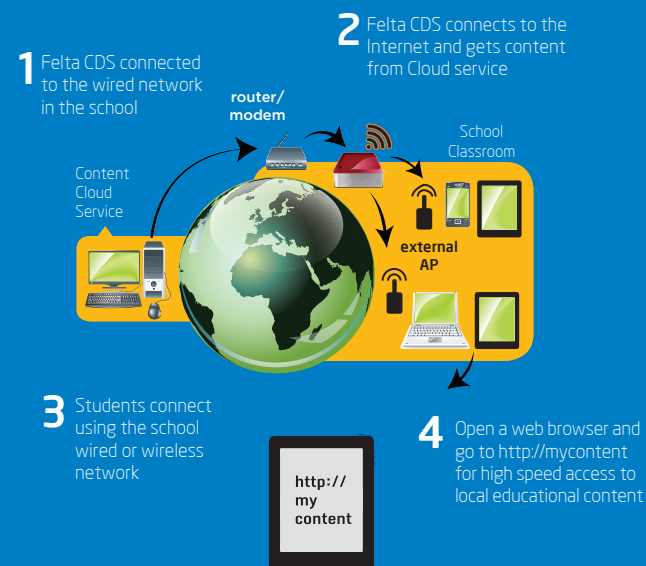 1 Felta CDS connected
to the wired network
in the school
2 Felta CDS connects to the
Internet and gets content
from Cloud service
router/
modem
School
Classroom
Content
Cloud
Service
external
AP
3 Students connect
using the school
wired or wireless
network
http://
my
content
4 Open a web browser and
go to http://mycontent
for high speed access to
local educational content